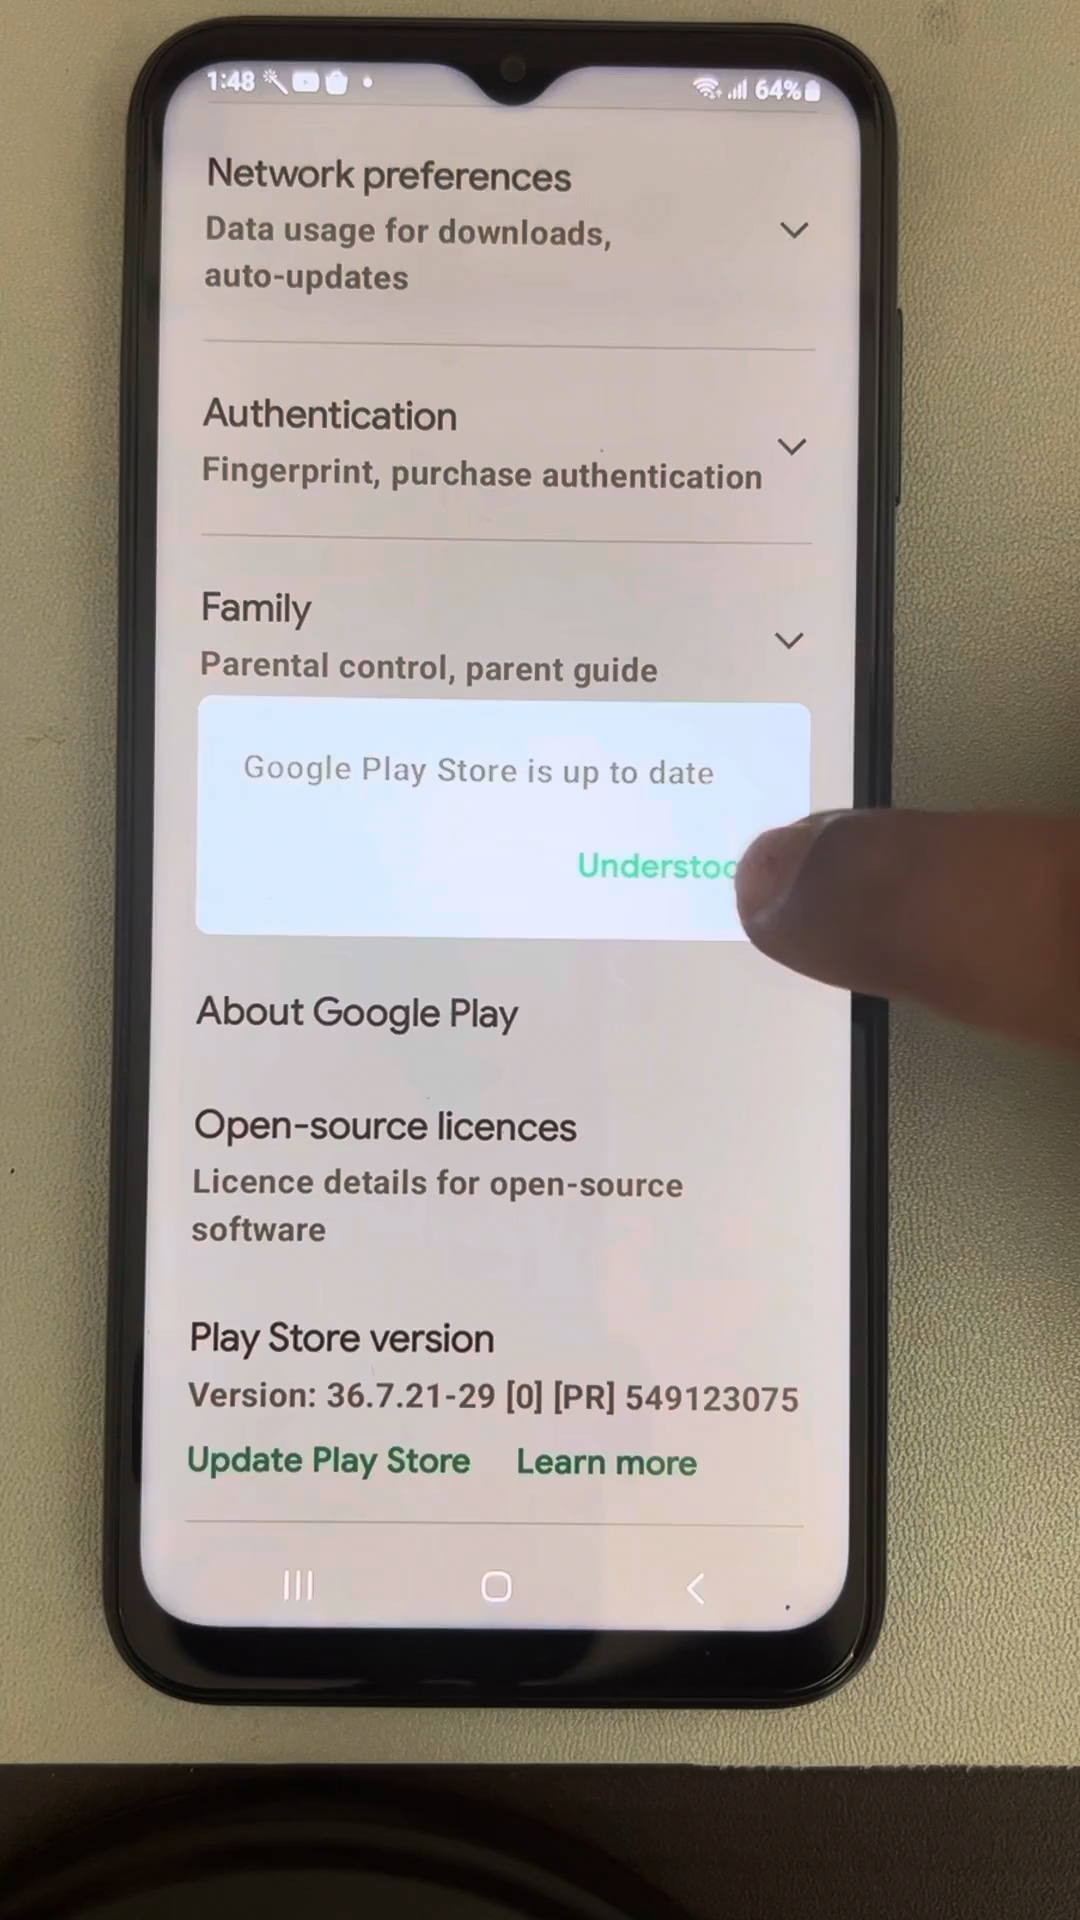 1:48
64%
Network preferences
Data usage for downloads,
auto-updates
Authentication
Fingerprint, purchase authentication
Family
Parental control, parent guide
Google Play Store is up to date
Understoo
About Google Play
Open-source licences
Licence details for open-source
software
Play Store version
Version: 36.7.21-29 [0] [PR] 549123075
Update Play Store Learn more